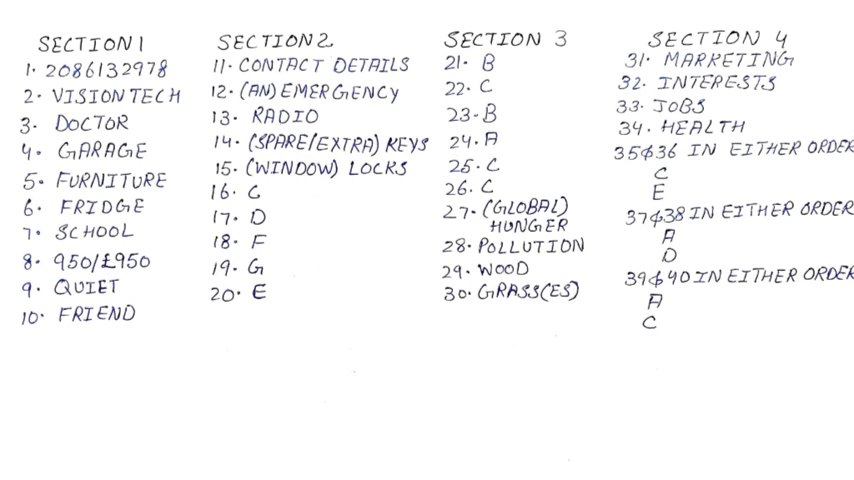 SECTION 1
1. 2086132978
2. VISIONTECH
3. DOCTOR
4. GARAGE
5. FURNITURE
6. FRIDGE
7. SCHOOL
8. 950/£950
9. QUIET
10. FRIEND
SECTION 2
11. CONTACT DETAILS
12. (AN) EMERGENCY
13. RADIO
14. (SPARE/EXTRA) KEYS
15. (WINDOW) LOCKS
16. C
17. D
18. F
19. G
20. E
SECTION 3
21. B
22. C
23. B
24. A
25. C
26. C
27. (GLOBAL)
HUNGER
28. POLLUTION
29. WOOD
30. GRASS(ES)
SECTION 4
31. MARKETING
32. INTERESTS
33. JOBS
34. HEALTH
35&36 IN EITHER ORDER
C
E
37&38 IN EITHER ORDER
A
D
39&40 IN EITHER ORDER
A
C